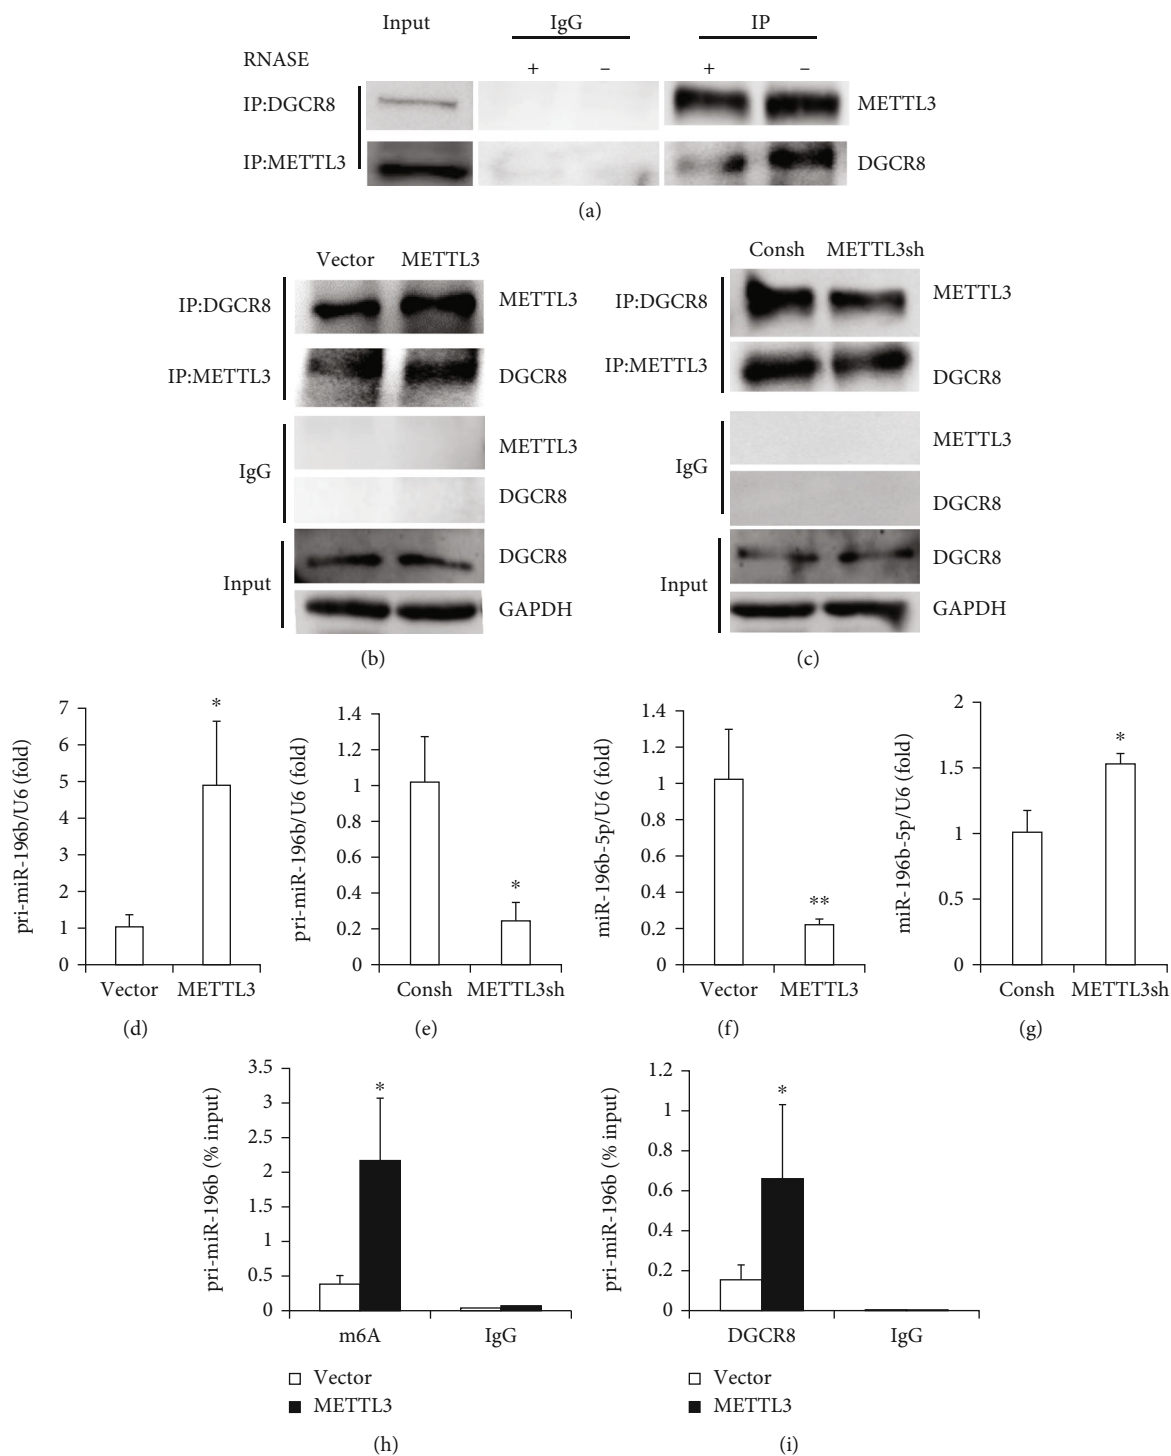 Input IgG IP
RNASE + – + –
IP:DGCR8 METTL3
IP:METTL3 DGCR8
(a)
Vector METTL3
IP:DGCR8 METTL3
IP:METTL3 DGCR8
IgG METTL3
DGCR8
Input DGCR8
GAPDH
(b)
Consh METTL3sh
IP:DGCR8 METTL3
IP:METTL3 DGCR8
IgG METTL3
DGCR8
Input DGCR8
GAPDH
(c)
pri-miR-196b/U6 (fold)
7
6
5
4
3
2
1
0
*
Vector METTL3
(d)
pri-miR-196b/U6 (fold)
1.4
1.2
1
0.8
0.6
0.4
0.2
0
*
Consh METTL3sh
(e)
miR-196b-5p/U6 (fold)
1.4
1.2
1
0.8
0.6
0.4
0.2
0
**
Vector METTL3
(f)
miR-196b-5p/U6 (fold)
2
1.5
1
0.5
0
*
Consh METTL3sh
(g)
pri-miR-196b (% input)
3.5
3
2.5
2
1.5
1
0.5
0
*
m6A IgG
Vector
METTL3
(h)
pri-miR-196b (% input)
1.2
1
0.8
0.6
0.4
0.2
0
*
DGCR8 IgG
Vector
METTL3
(i)